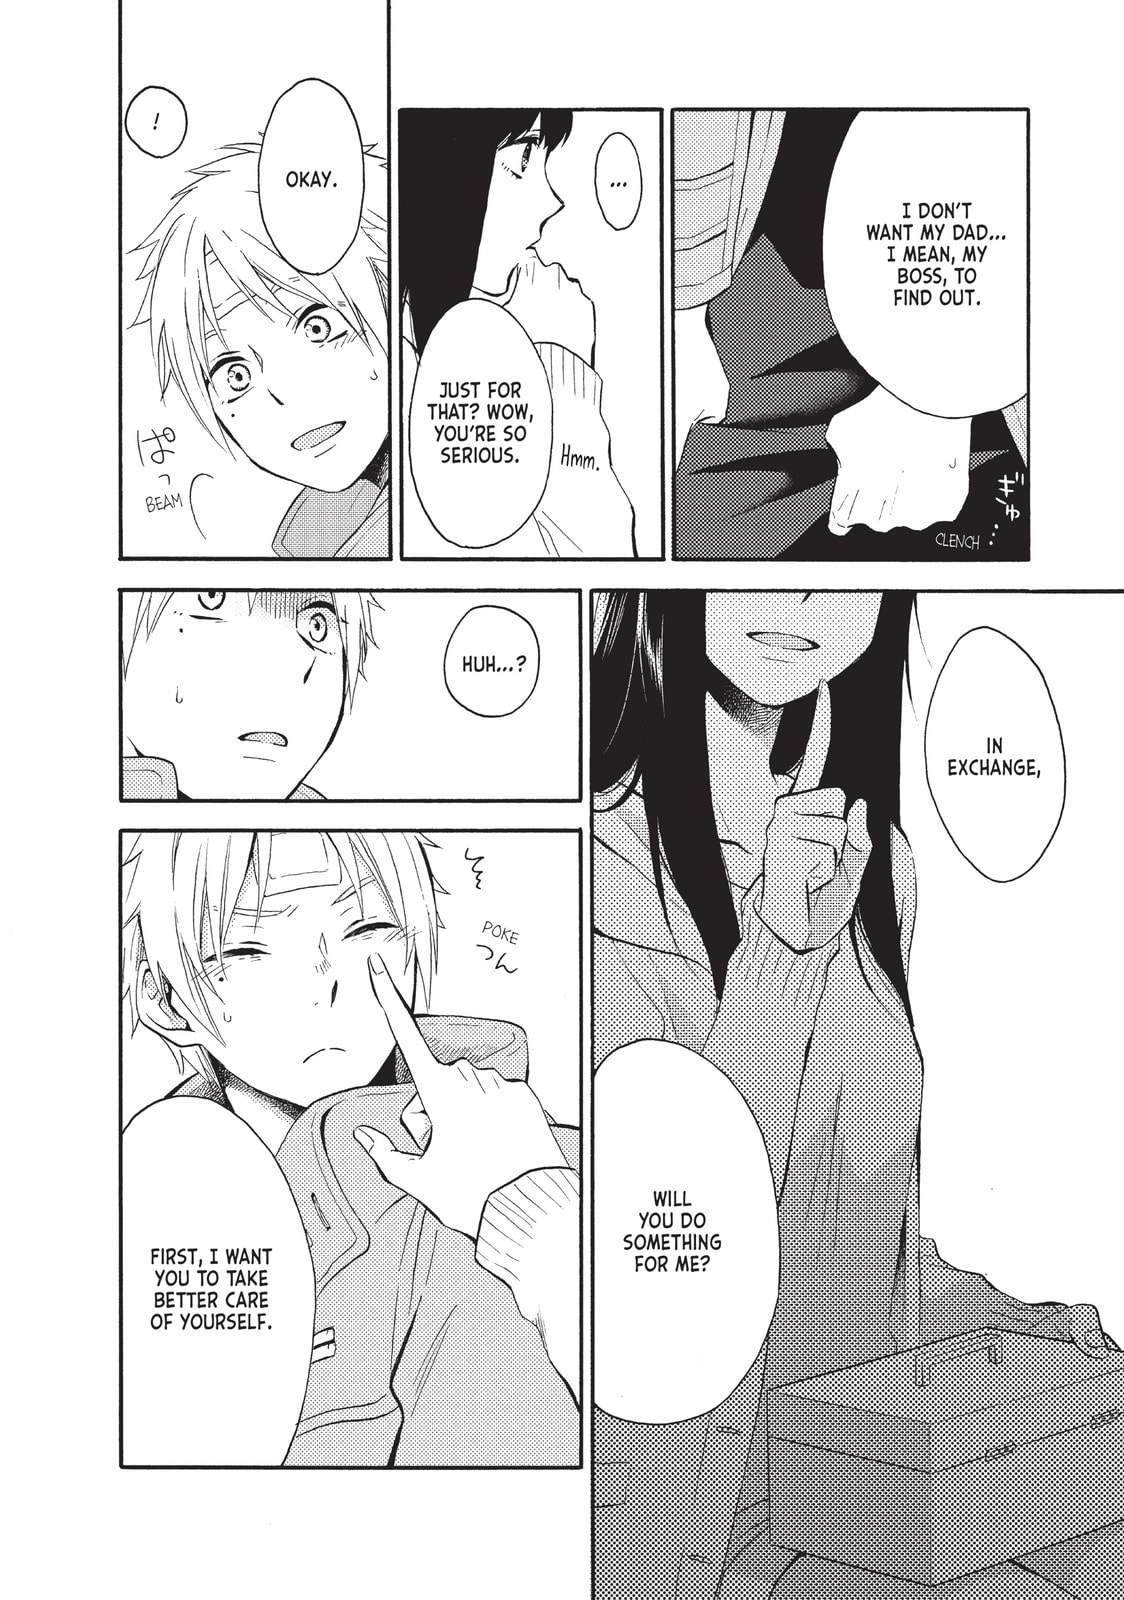 I DON'T
WANT MY DAD...
I MEAN, MY
BOSS, TO
FIND OUT.
ぎゅ
CLENCH
...
JUST FOR
THAT? WOW,
YOU'RE SO
SERIOUS.
Hmm.
OKAY.
!
ぱっ
BEAM
IN
EXCHANGE,
WILL
YOU DO
SOMETHING
FOR ME?
HUH...?
POKE
つん
FIRST, I WANT
YOU TO TAKE
BETTER CARE
OF YOURSELF.